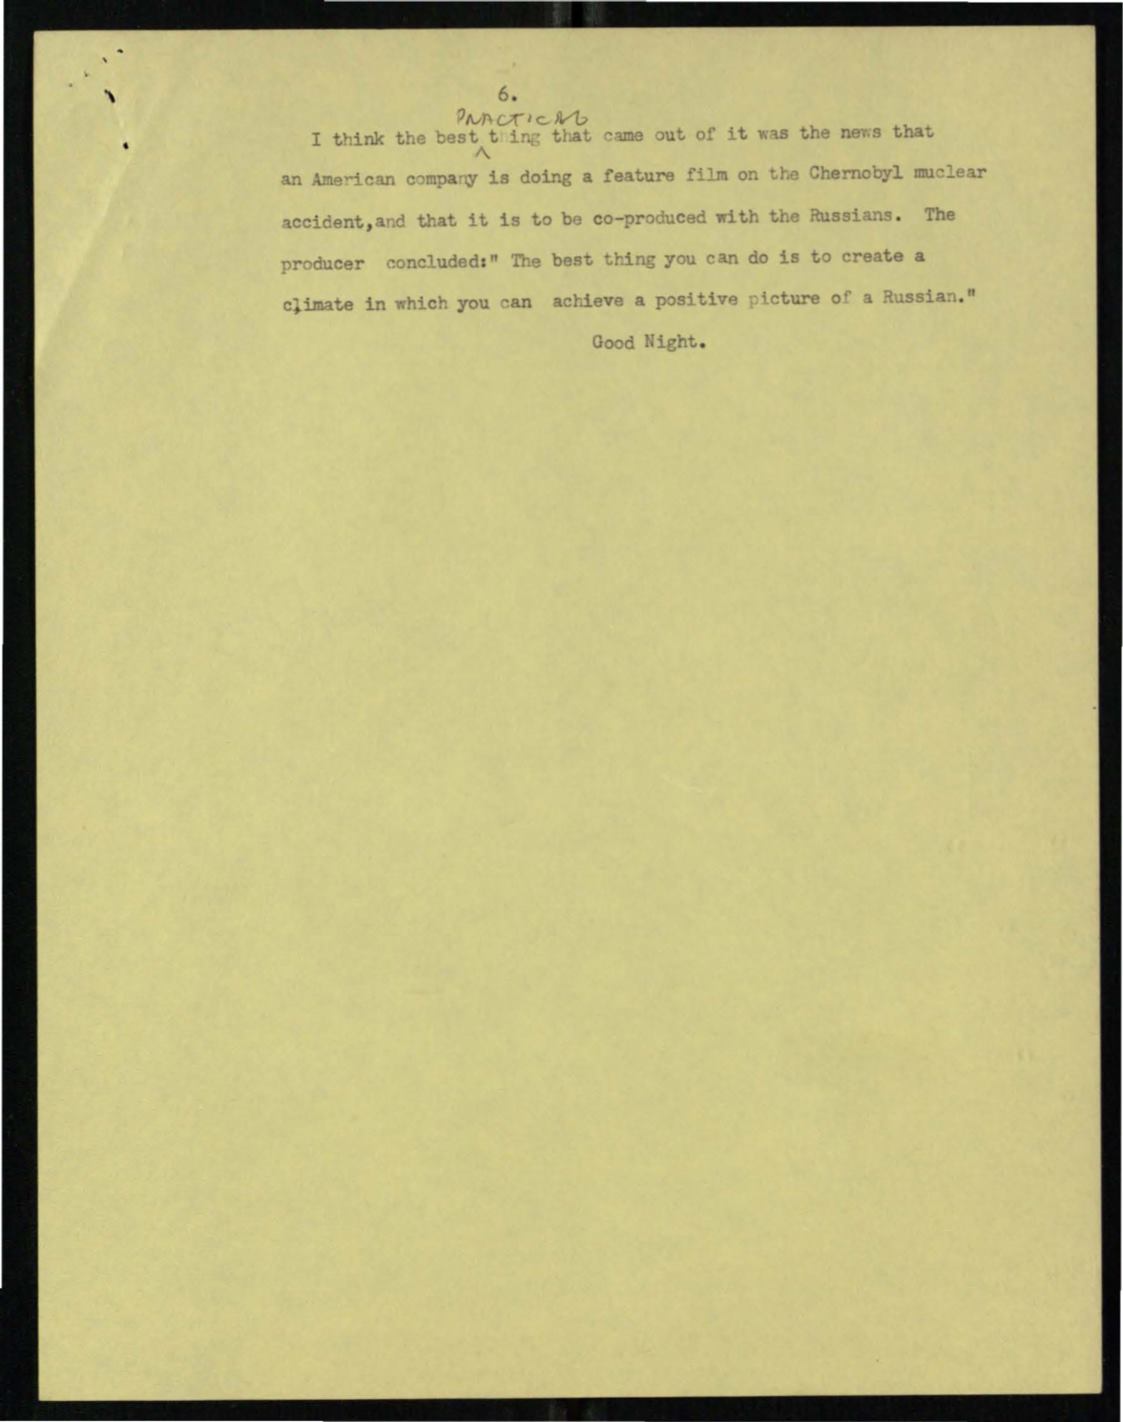 6.
PRACTICAL
I think the best thing that came out of it was the news that
^
an American company is doing a feature film on the Chernobyl muclear
accident,and that it is to be co-produced with the Russians. The
producer concluded:" The best thing you can do is to create a
climate in which you can achieve a positive picture of a Russian."
Good Night.